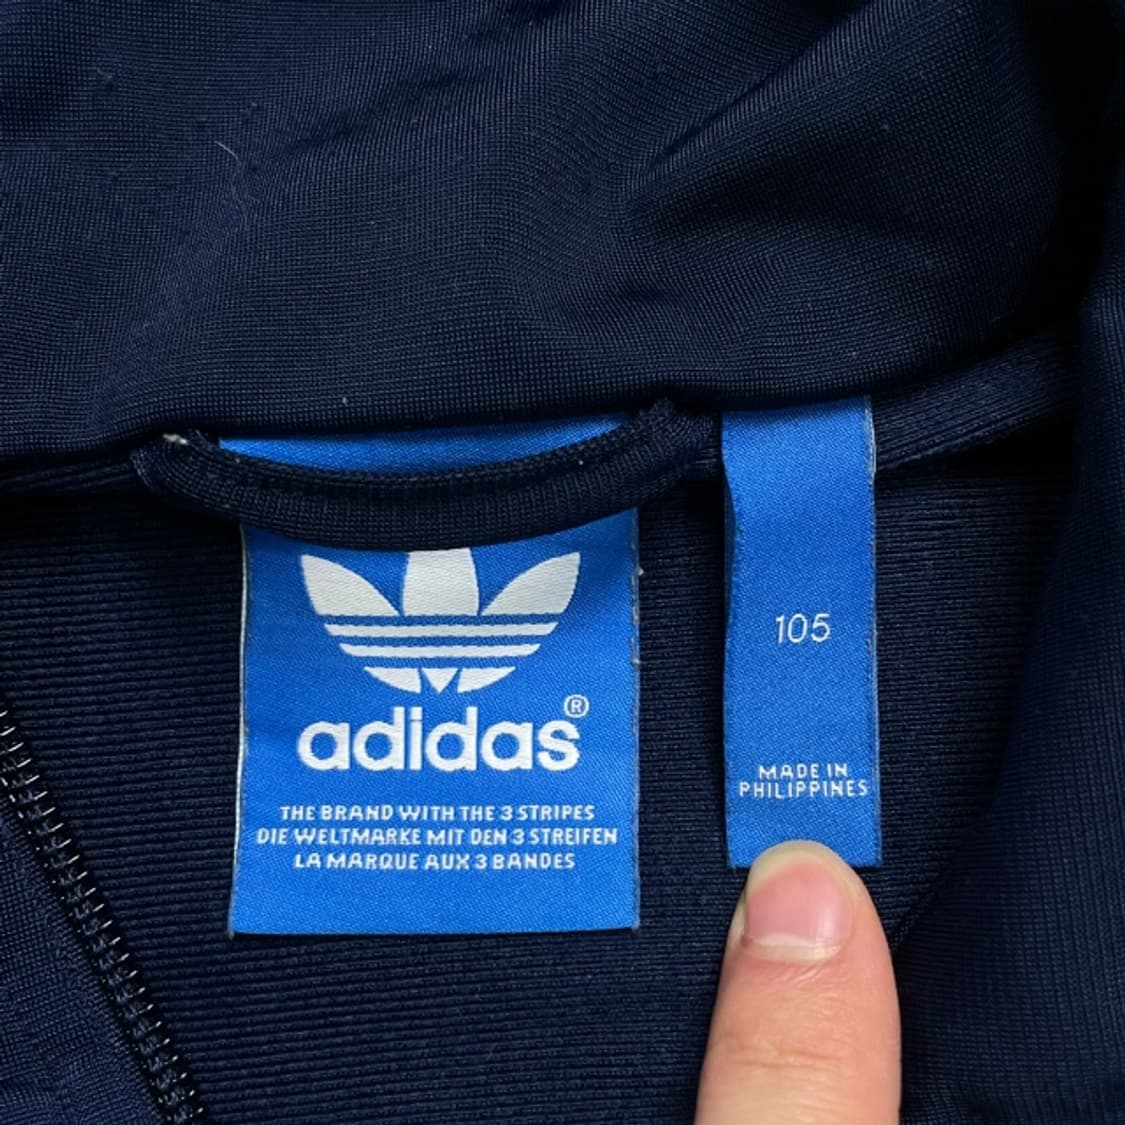 adidas®
THE BRAND WITH THE 3 STRIPES
DIE WELTMARKE MIT DEN 3 STREIFEN
LA MARQUE AUX 3 BANDES
105
MADE IN
PHILIPPINES